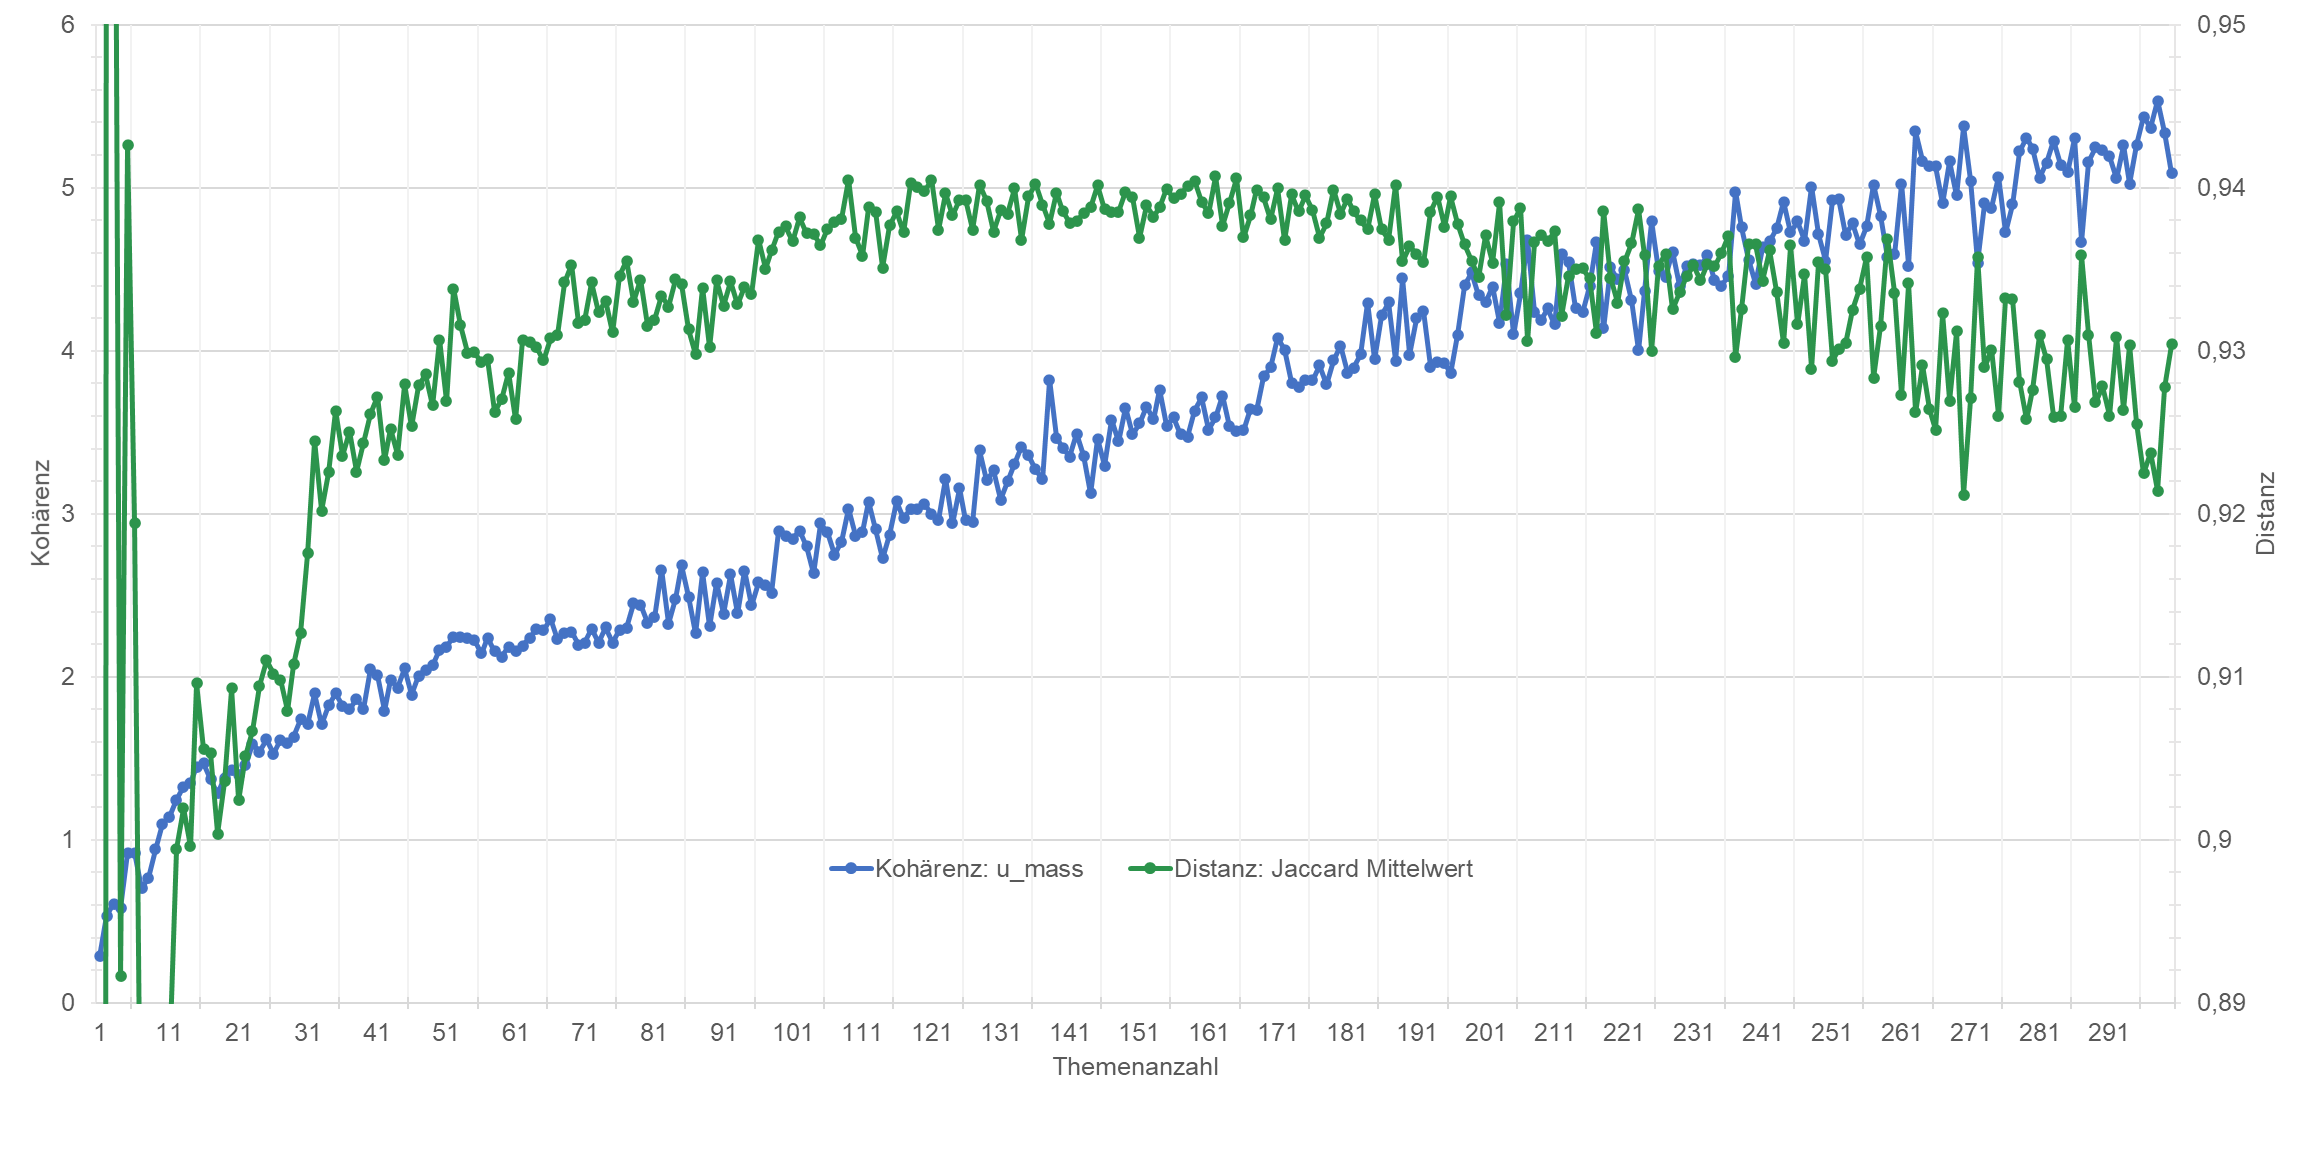 6
5
4
3
2
1
0
Kohärenz
0,95
0,94
0,93
0,92
0,91
0,9
0,89
Distanz
Kohärenz: u_mass
Distanz: Jaccard Mittelwert
1 11 21 31 41 51 61 71 81 91 101 111 121 131 141 151 161 171 181 191 201 211 221 231 241 251 261 271 281 291
Themenanzahl